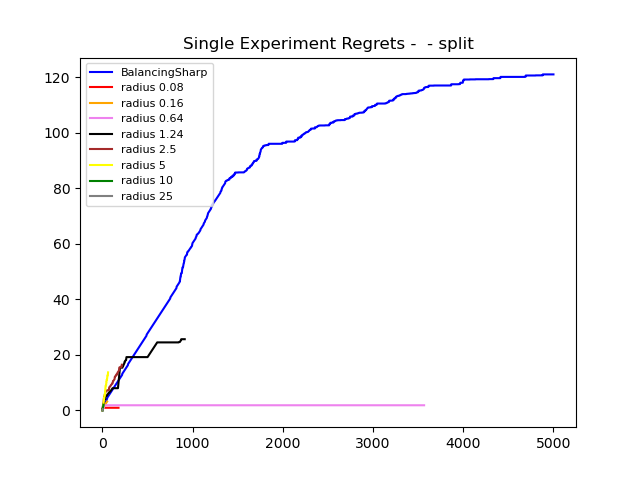 Single Experiment Regrets -  - split
120
100
80
60
40
20
0
BalancingSharp
radius 0.08
radius 0.16
radius 0.64
radius 1.24
radius 2.5
radius 5
radius 10
radius 25
0 1000 2000 3000 4000 5000